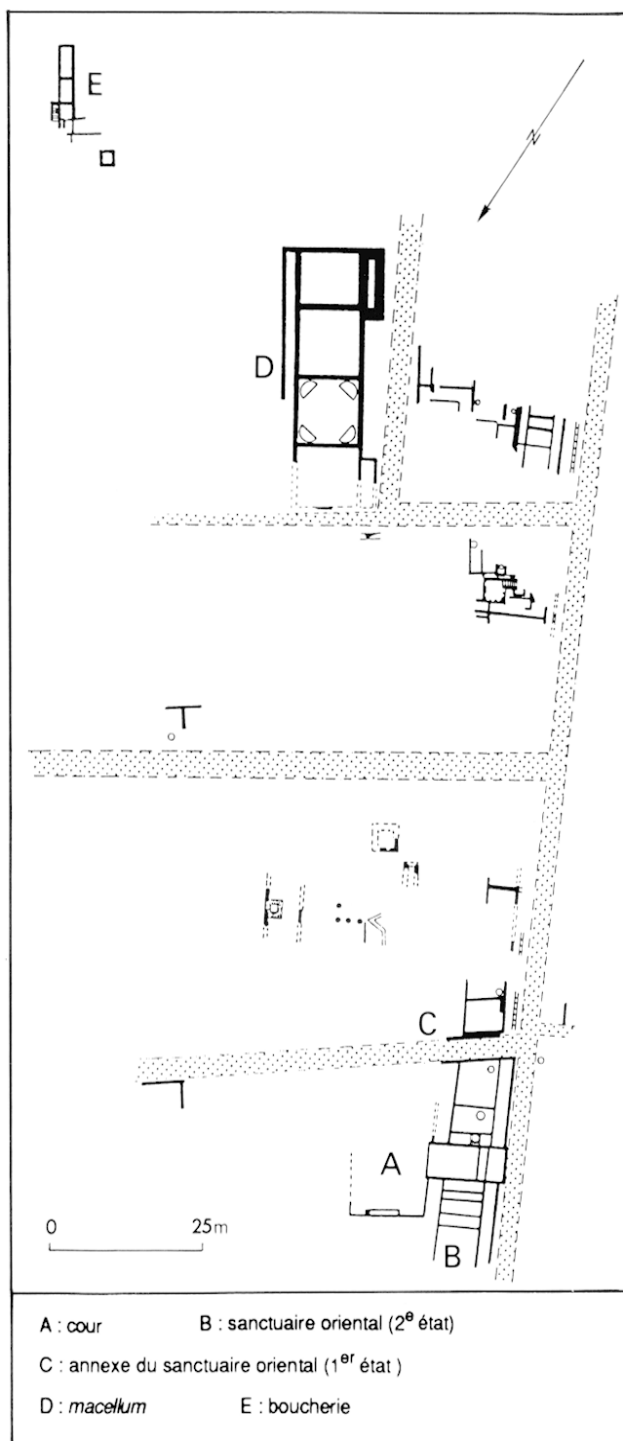 E
N
D
C
A
0 25m
B
A : cour B : sanctuaire oriental (2e état)
C : annexe du sanctuaire oriental (1er état )
D : macellum E : boucherie